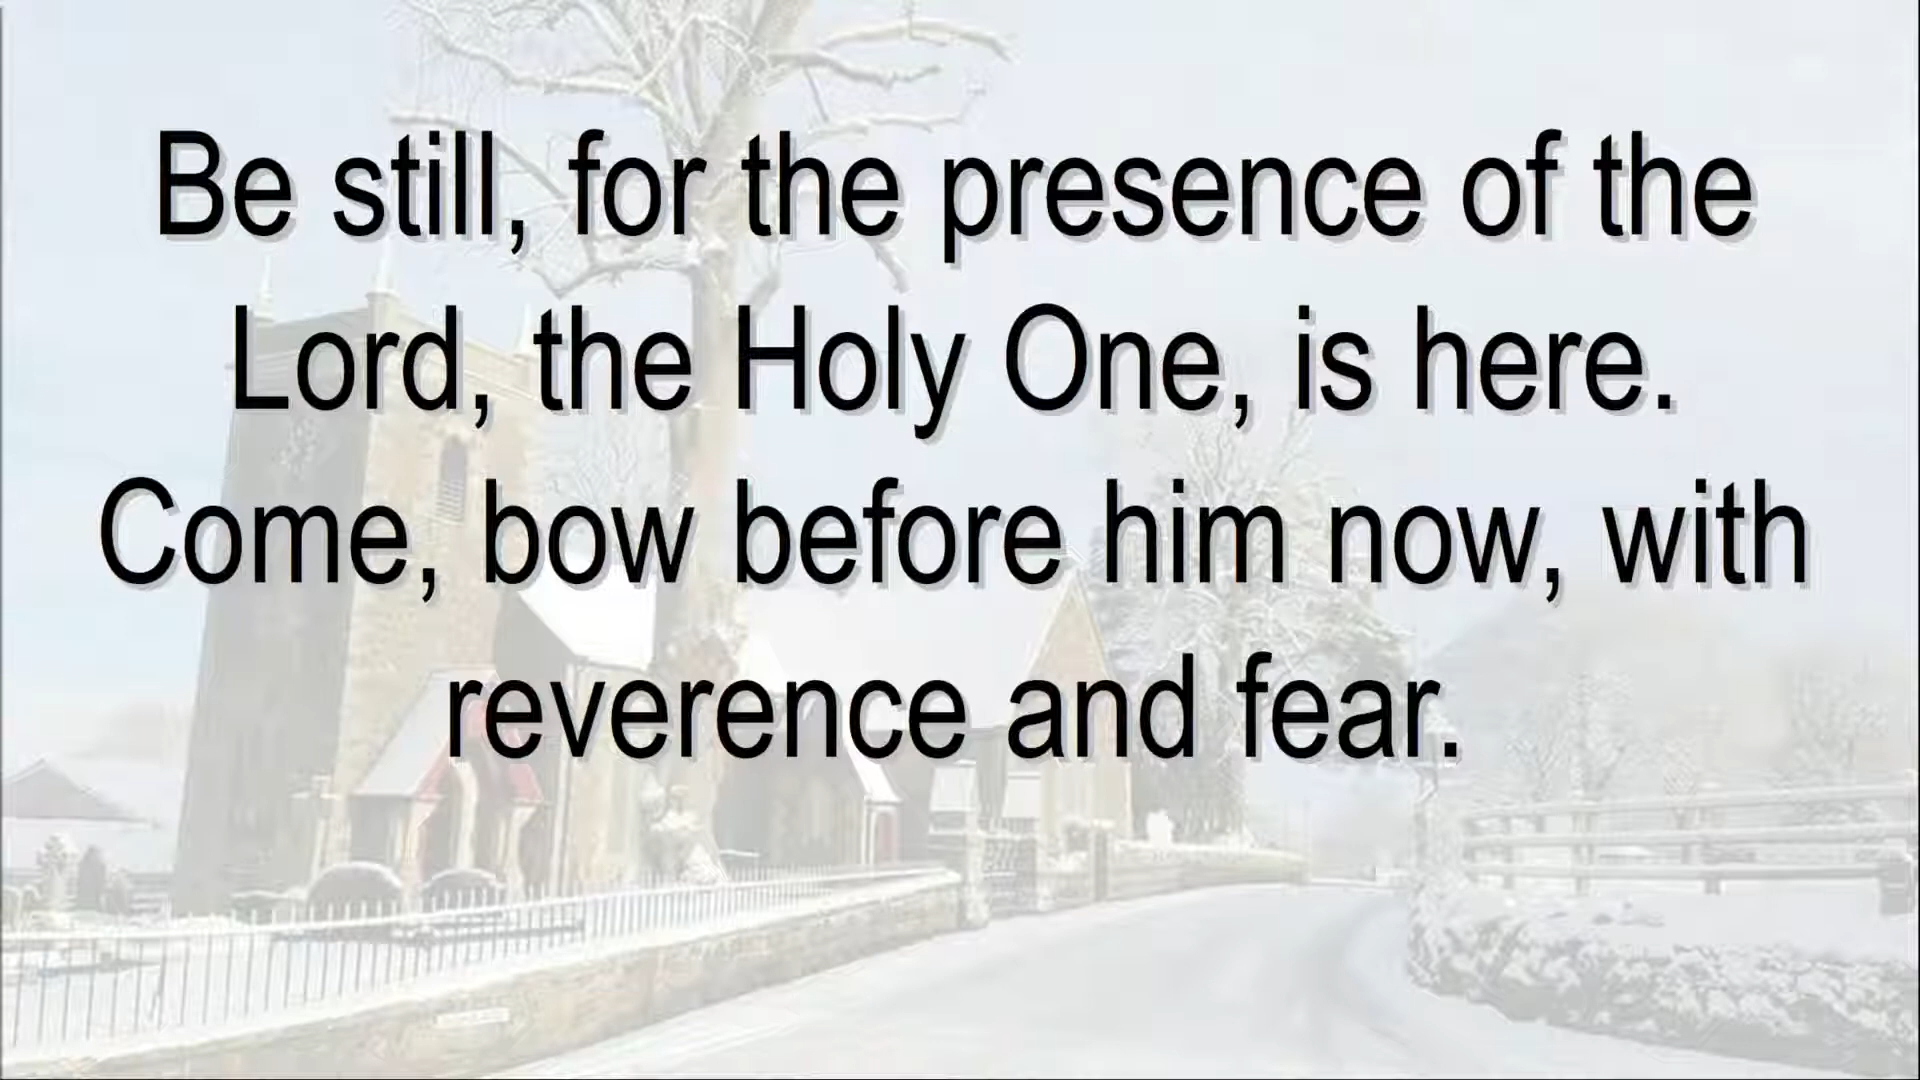 Be still, for the presence of the
Lord, the Holy One, is here.
Come, bow before him now, with
reverence and fear.